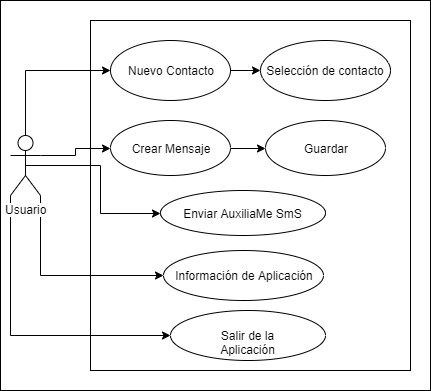 Nuevo Contacto
Selección de contacto
Crear Mensaje
Guardar
Usuario
Enviar AuxiliaMe SmS
Información de Aplicación
Salir de la
Aplicación